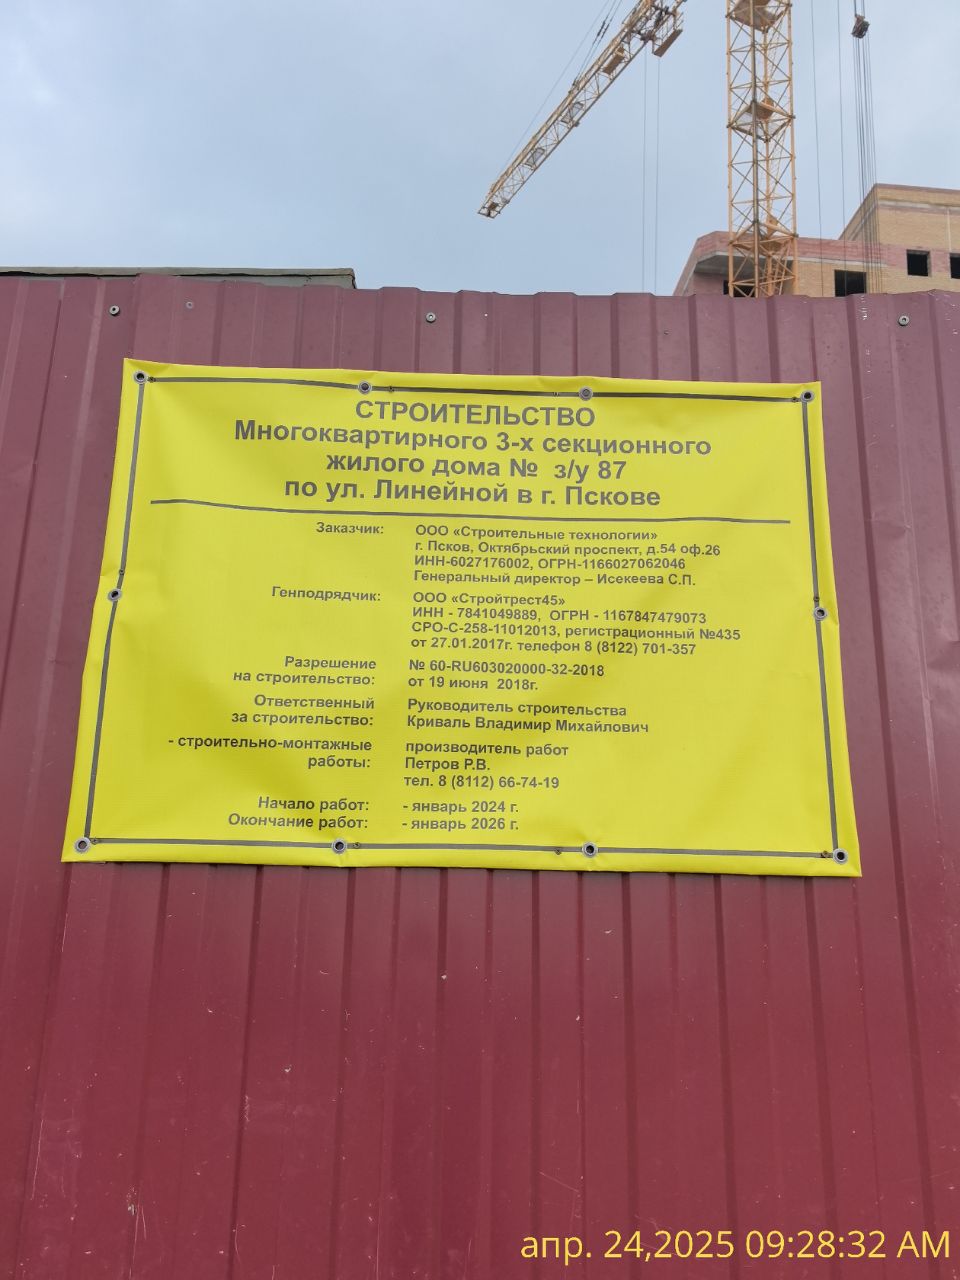 СТРОИТЕЛЬСТВО
Многоквартирного 3-х секционного
жилого дома № з/у 87
по ул. Линейной в г. Пскове
Заказчик: ООО «Строительные технологии»
г. Псков, Октябрьский проспект, д.54 оф.26
ИНН-6027176002, ОГРН-1166027062046
Генеральный директор – Исекеева С.П.
Генподрядчик: ООО «Стройтрест45»
ИНН - 7841049889, ОГРН - 1167847479073
СРО-С-258-11012013, регистрационный №435
от 27.01.2017г. телефон 8 (8122) 701-357
Разрешение № 60-RU603020000-32-2018
на строительство: от 19 июня 2018г.
Ответственный Руководитель строительства
за строительство: Криваль Владимир Михайлович
- строительно-монтажные производитель работ
работы: Петров Р.В.
тел. 8 (8112) 66-74-19
Начало работ: - январь 2024 г.
Окончание работ: - январь 2026 г.
апр. 24,2025 09:28:32 AM